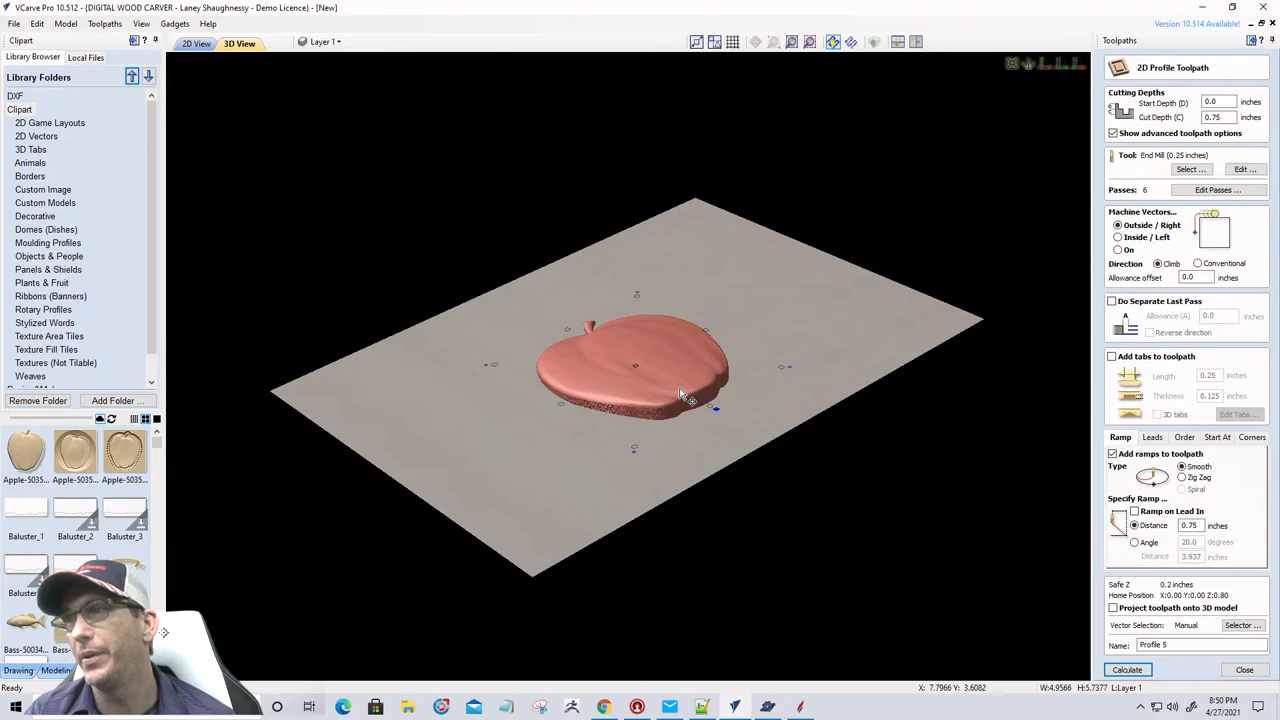 VCarve Pro 10.512 - {DIGITAL WOOD CARVER - Laney Shaughnessy - Demo Licence} - [New]
File Edit Model Toolpaths View Gadgets Help
Version 10.514 Available!
Clipart
2D View 3D View Layer 1
Toolpaths
Library Browser Local Files
Library Folders
DXF
Clipart
2D Game Layouts
2D Vectors
3D Tabs
Animals
Borders
Custom Image
Custom Models
Decorative
Domes (Dishes)
Moulding Profiles
Objects & People
Panels & Shields
Plants & Fruit
Ribbons (Banners)
Rotary Profiles
Stylized Words
Texture Area Tiles
Texture Fill Tiles
Textures (Not Tilable)
Weaves
Remove Folder Add Folder ...
Apple-5035... Apple-5035... Apple-5035...
Baluster_1 Baluster_2 Baluster_3
Bass-50034...
Drawing
Ready
2D Profile Toolpath
Cutting Depths
Start Depth (D) 0.0 inches
Cut Depth (C) 0.75 inches
Show advanced toolpath options
Tool: End Mill (0.25 inches)
Select ... Edit ...
Passes: 6 Edit Passes ...
Machine Vectors...
Outside / Right
Inside / Left
On
Direction Climb Conventional
Allowance offset 0.0 inches
Do Separate Last Pass
Allowance (A) 0.0 inches
Reverse direction
Add tabs to toolpath
Length 0.25 inches
Thickness 0.125 inches
3D tabs Edit Tabs ...
Ramp Leads Order Start At Corners
Add ramps to toolpath
Type Smooth
Zig Zag
Spiral
Specify Ramp ...
Ramp on Lead In
Distance 0.75 inches
Angle 20.0 degrees
Distance 3.937 inches
Safe Z 0.2 inches
Home Position X:0.00 Y:0.00 Z:0.80
Project toolpath onto 3D model
Vector Selection: Manual Selector ...
Name: Profile 5
Calculate Close
X: 7.7966 Y: 3.6082 W:4.9566 H:5.7377 L:Layer 1
8:50 PM
4/27/2021